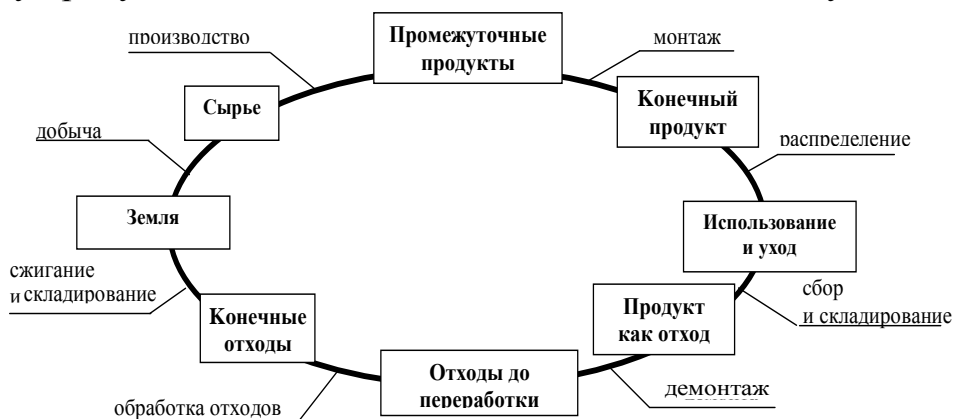 производство
Промежуточные
продукты
монтаж
Сырье
Конечный
продукт
добыча
распределение
Земля
Использование
и уход
сжигание
и складирование
сбор
и складирование
Продукт
как отход
Конечные
отходы
Отходы до
переработки
демонтаж
обработка отходов